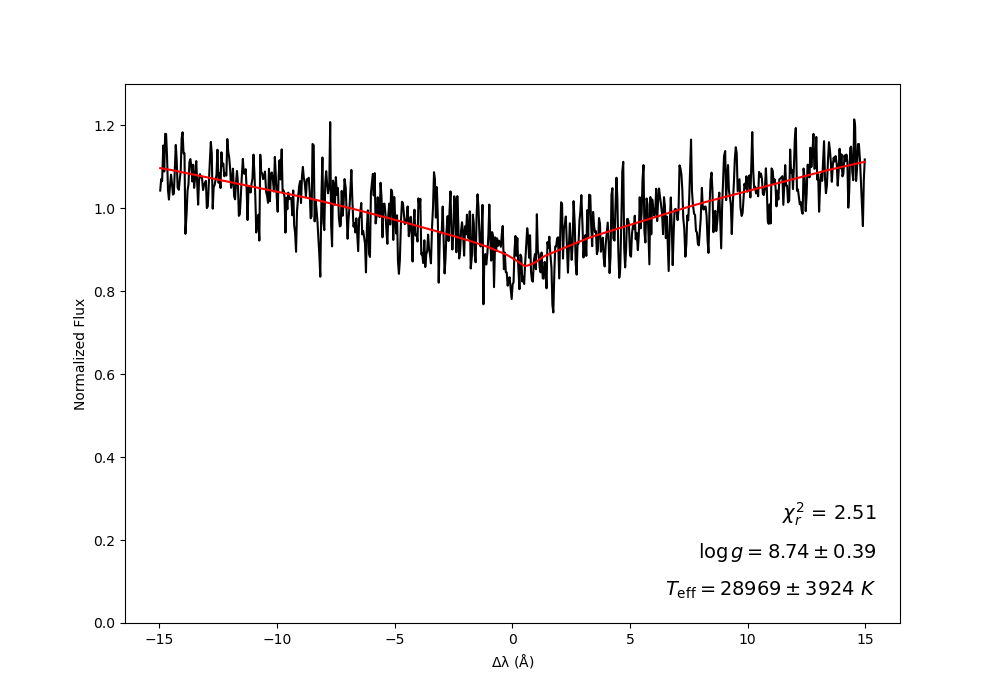 1.2
1.0
0.8
0.6
0.4
0.2
0.0
Normalized Flux
χ²ᵣ = 2.51
log g = 8.74 ± 0.39
T_eff = 28969 ± 3924 K
−15 −10 −5 0 5 10 15
Δλ (Å)